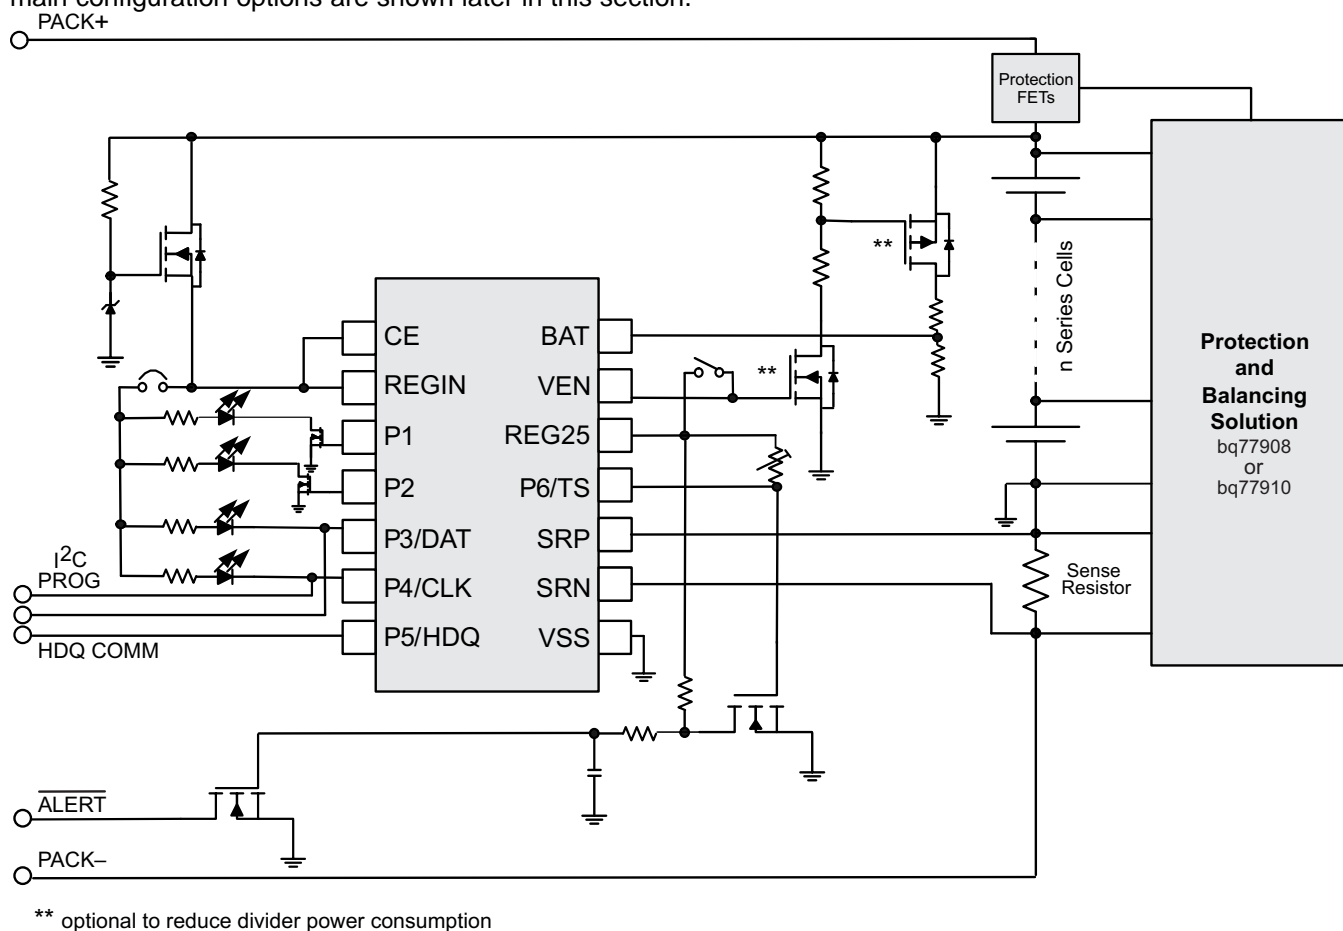 main configuration options are shown later in this section.
PACK+
Protection
FETs
**
n Series Cells
CE
BAT
Protection
and
Balancing
Solution
bq77908
or
bq77910
**
REGIN
VEN
P1
REG25
P2
P6/TS
P3/DAT
SRP
I2C
PROG
P4/CLK
SRN
Sense
Resistor
P5/HDQ
VSS
HDQ COMM
ALERT
PACK–
** optional to reduce divider power consumption